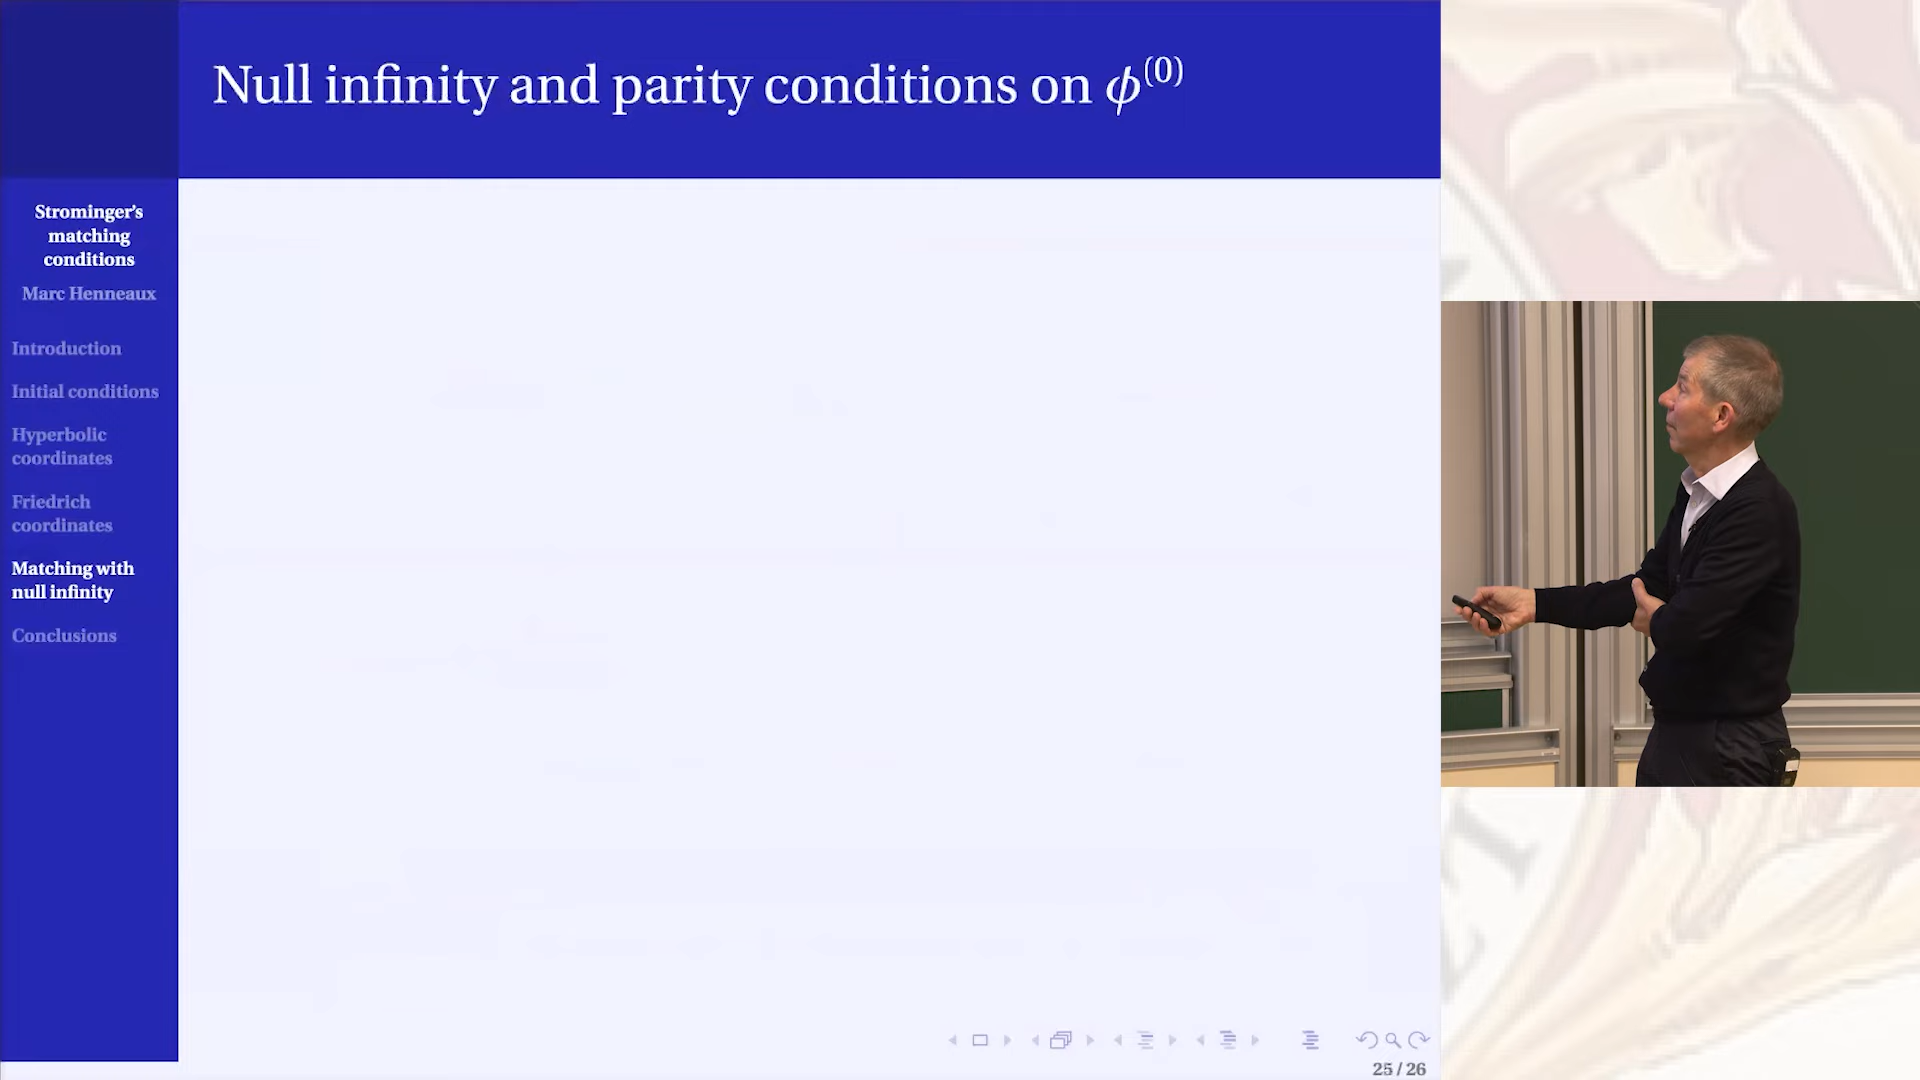 Null infinity and parity conditions on ϕ⁽⁰⁾
Strominger's
matching
conditions
Marc Henneaux
Introduction
Initial conditions
Hyperbolic
coordinates
Friedrich
coordinates
Matching with
null infinity
Conclusions
25 / 26